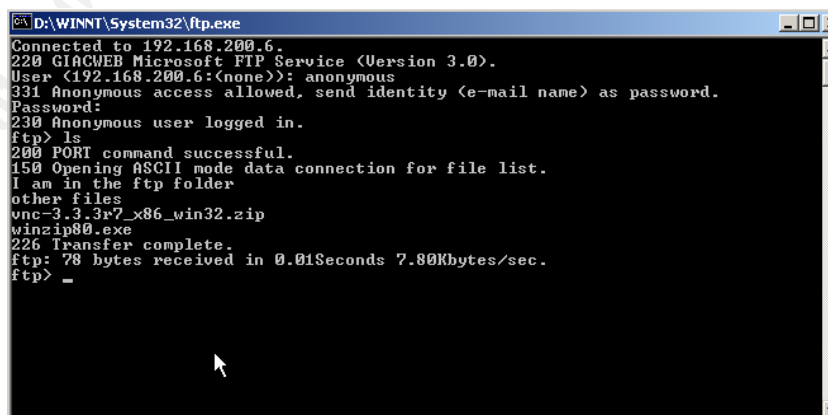 D:\WINNT\System32\ftp.exe
Connected to 192.168.200.6.
220 GIACWEB Microsoft FTP Service (Version 3.0).
User (192.168.200.6:(none)): anonymous
331 Anonymous access allowed, send identity (e-mail name) as password.
Password:
230 Anonymous user logged in.
ftp> ls
200 PORT command successful.
150 Opening ASCII mode data connection for file list.
I am in the ftp folder
other files
vnc-3.3.3r7_x86_win32.zip
winzip80.exe
226 Transfer complete.
ftp: 78 bytes received in 0.01Seconds 7.80Kbytes/sec.
ftp> _